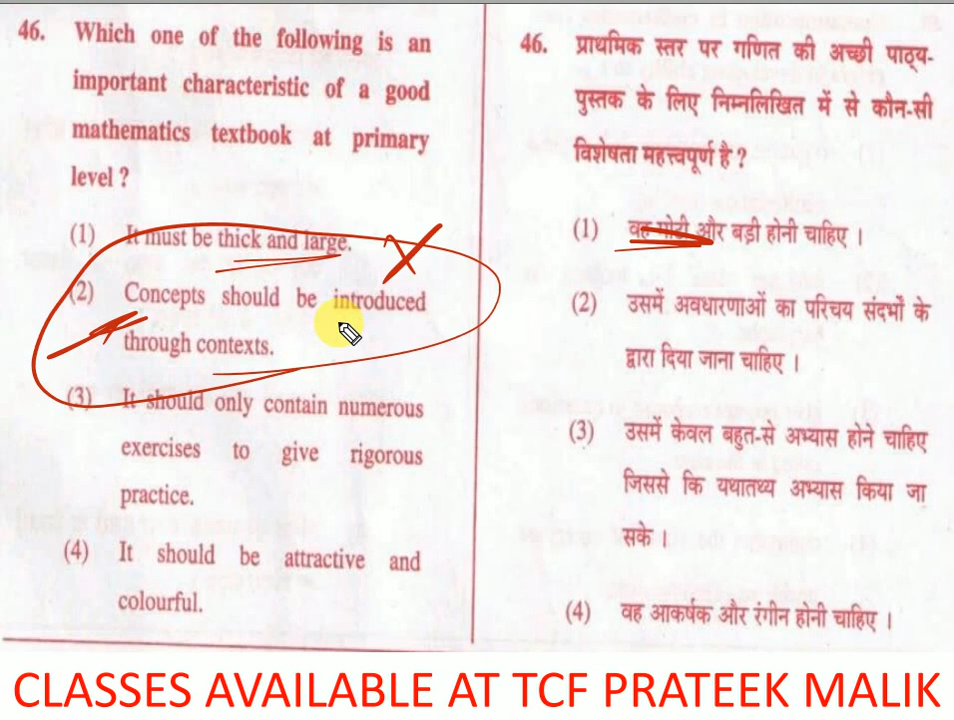 46. Which one of the following is an
important characteristic of a good
mathematics textbook at primary
level ?
(1) It must be thick and large.
(2) Concepts should be introduced
through contexts.
(3) It should only contain numerous
exercises to give rigorous
practice.
(4) It should be attractive and
colourful.
46. प्राथमिक स्तर पर गणित की अच्छी पाठ्य-
पुस्तक के लिए निम्नलिखित में से कौन-सी
विशेषता महत्त्वपूर्ण है ?
(1) वह मोटी और बड़ी होनी चाहिए ।
(2) उसमें अवधारणाओं का परिचय संदर्भों के
द्वारा दिया जाना चाहिए ।
(3) उसमें केवल बहुत-से अभ्यास होने चाहिए
जिससे कि यथातथ्य अभ्यास किया जा
सके ।
(4) वह आकर्षक और रंगीन होनी चाहिए ।
CLASSES AVAILABLE AT TCF PRATEEK MALIK